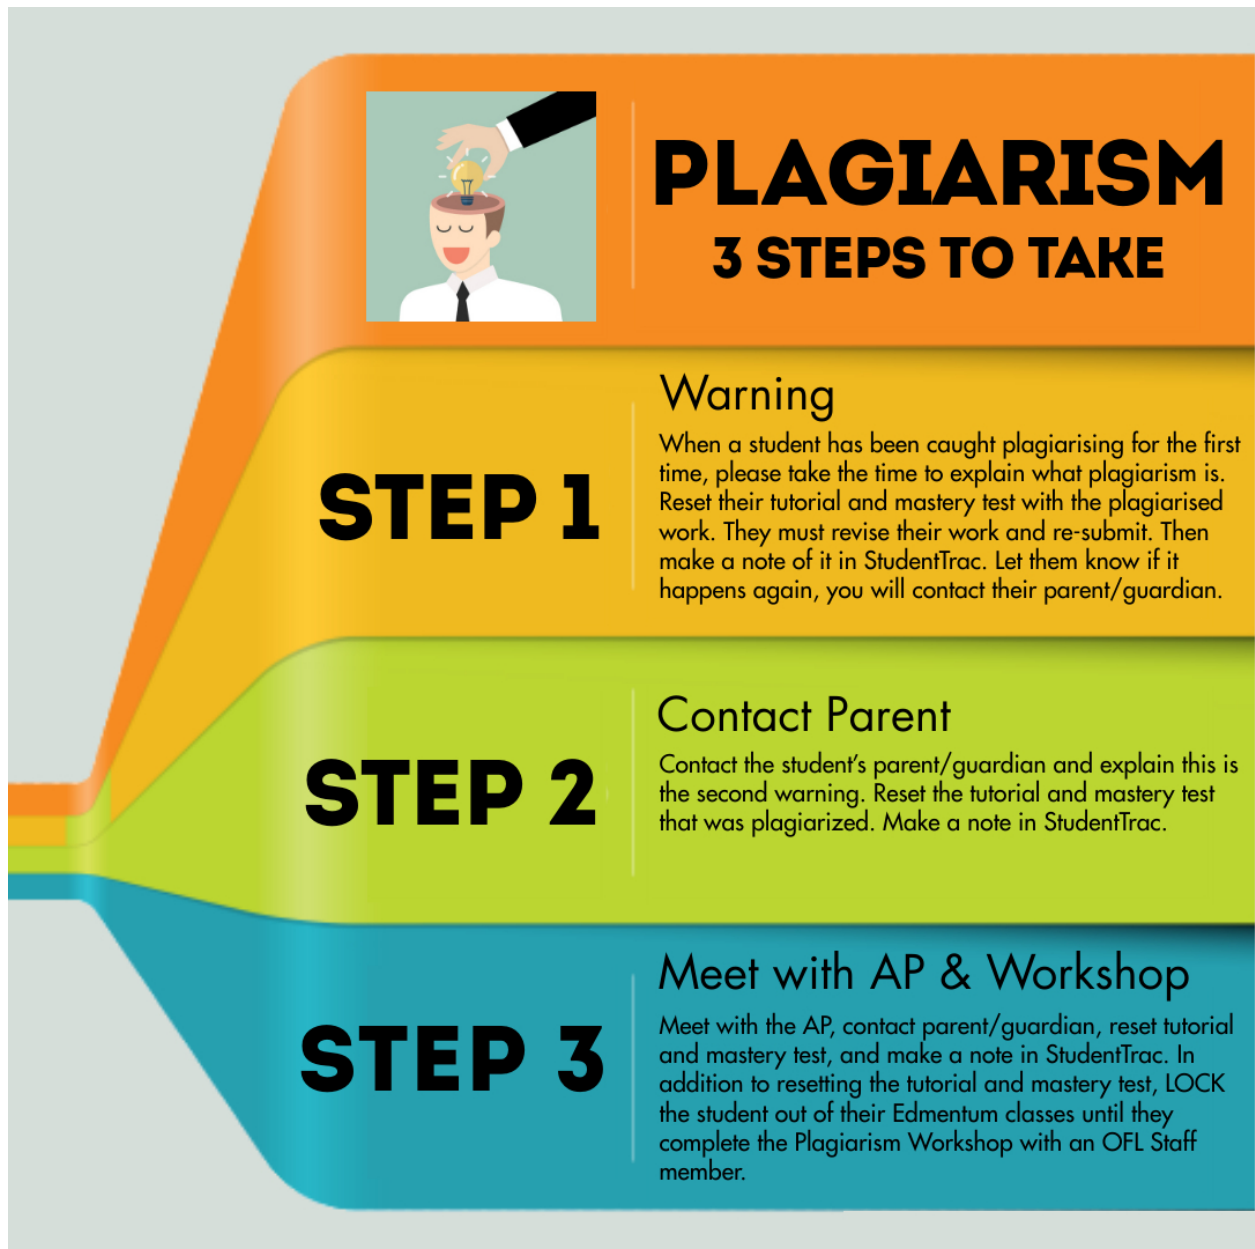 PLAGIARISM
3 STEPS TO TAKE
STEP 1
Warning
When a student has been caught plagiarising for the first
time, please take the time to explain what plagiarism is.
Reset their tutorial and mastery test with the plagiarised
work. They must revise their work and re-submit. Then
make a note of it in StudentTrac. Let them know if it
happens again, you will contact their parent/guardian.
STEP 2
Contact Parent
Contact the student's parent/guardian and explain this is
the second warning. Reset the tutorial and mastery test
that was plagiarized. Make a note in StudentTrac.
STEP 3
Meet with AP & Workshop
Meet with the AP, contact parent/guardian, reset tutorial
and mastery test, and make a note in StudentTrac. In
addition to resetting the tutorial and mastery test, LOCK
the student out of their Edmentum classes until they
complete the Plagiarism Workshop with an OFL Staff
member.